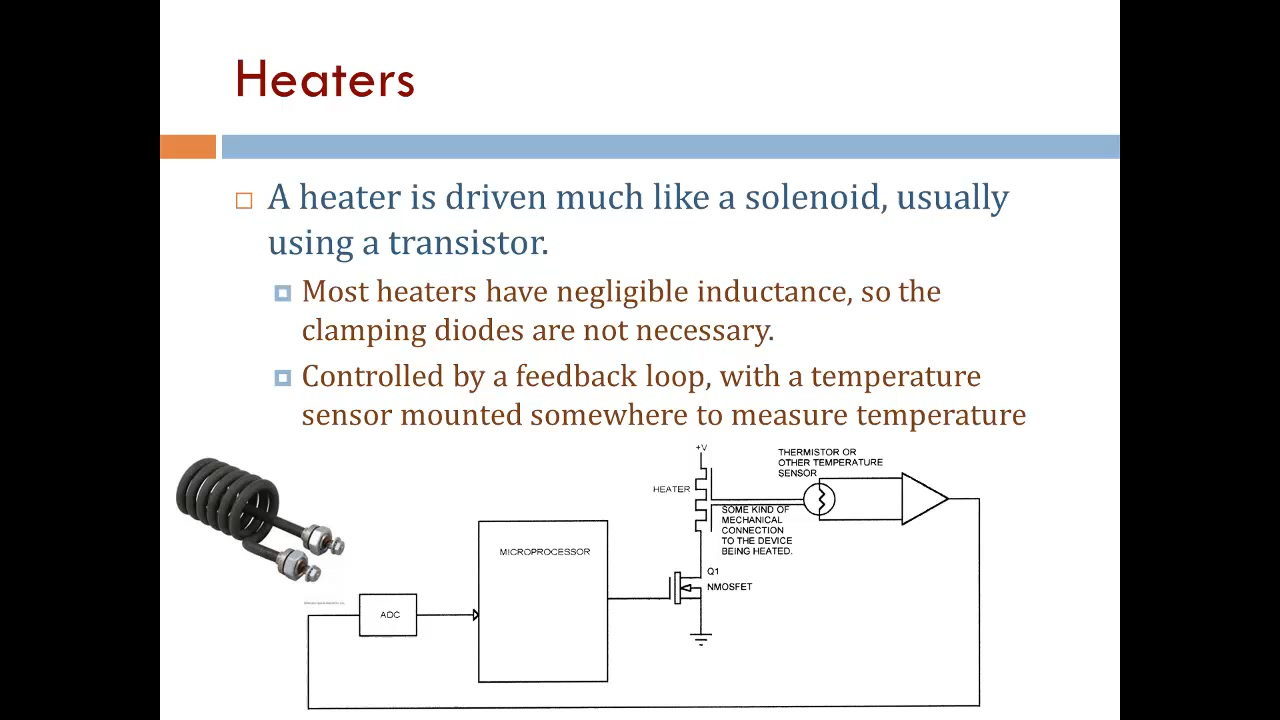 Heaters
A heater is driven much like a solenoid, usually
using a transistor.
Most heaters have negligible inductance, so the
clamping diodes are not necessary.
Controlled by a feedback loop, with a temperature
sensor mounted somewhere to measure temperature
+V
HEATER
THERMISTOR OR
OTHER TEMPERATURE
SENSOR
SOME KIND OF
MECHANICAL
CONNECTION
TO THE DEVICE
BEING HEATED.
MICROPROCESSOR
Q1
NMOSFET
ADC